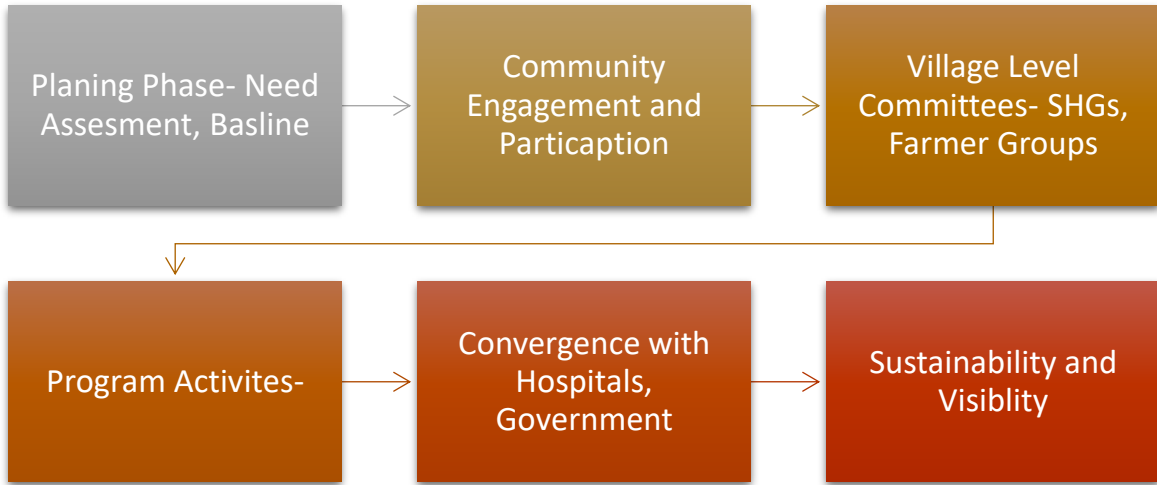 Planing Phase- Need
Assesment, Basline
Community
Engagement and
Particaption
Village Level
Committees- SHGs,
Farmer Groups
Program Activites-
Convergence with
Hospitals,
Government
Sustainability and
Visiblity